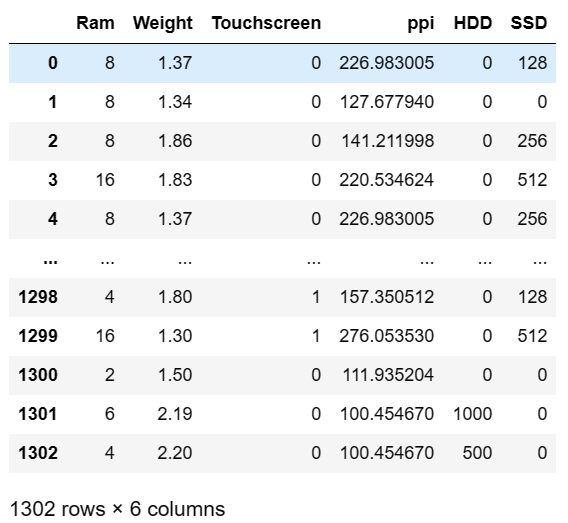 Ram Weight Touchscreen ppi HDD SSD
0 8 1.37 0 226.983005 0 128
1 8 1.34 0 127.677940 0 0
2 8 1.86 0 141.211998 0 256
3 16 1.83 0 220.534624 0 512
4 8 1.37 0 226.983005 0 256
... ... ... ... ... ... ...
1298 4 1.80 1 157.350512 0 128
1299 16 1.30 1 276.053530 0 512
1300 2 1.50 0 111.935204 0 0
1301 6 2.19 0 100.454670 1000 0
1302 4 2.20 0 100.454670 500 0
1302 rows × 6 columns